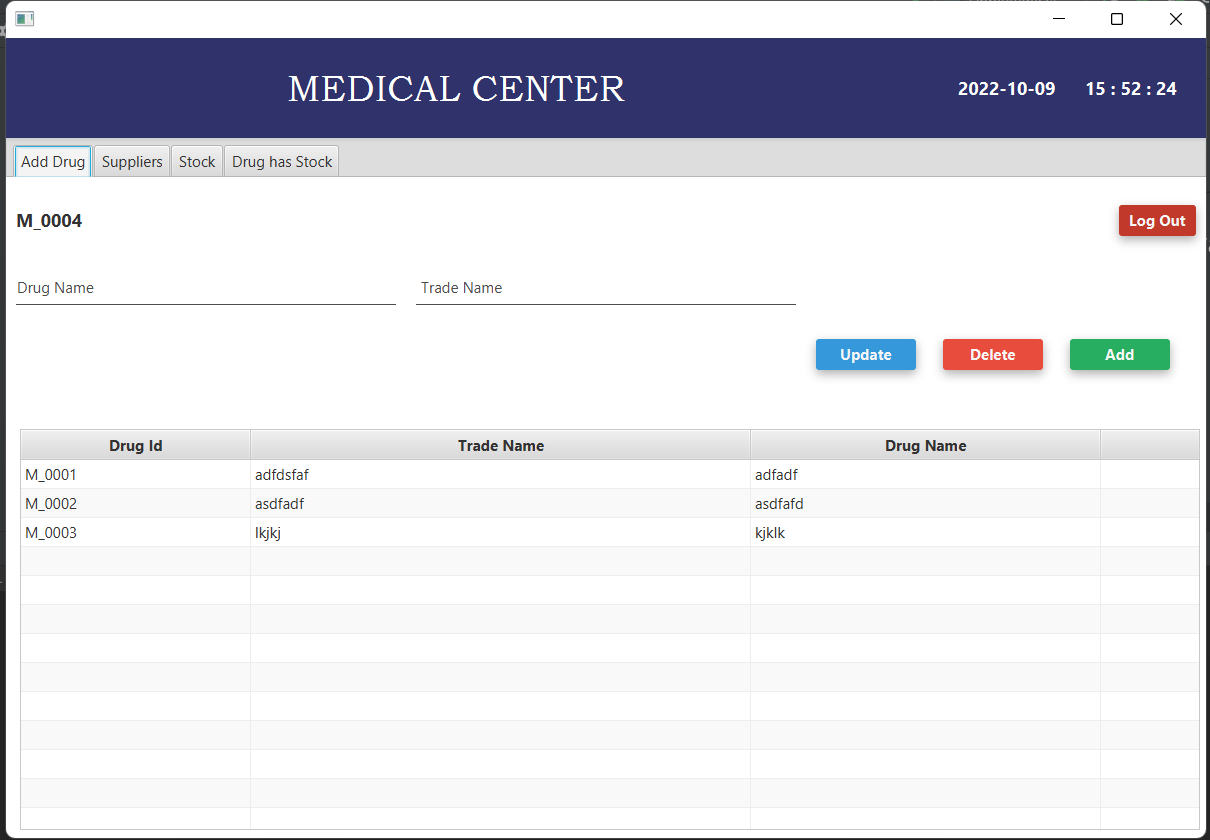 MEDICAL CENTER 2022-10-09 15 : 52 : 24
Add Drug Suppliers Stock Drug has Stock
M_0004 Log Out
Drug Name Trade Name
Update Delete Add
Drug Id Trade Name Drug Name
M_0001 adfdsfaf adfadf
M_0002 asdfadf asdfafd
M_0003 lkjkj kjklk